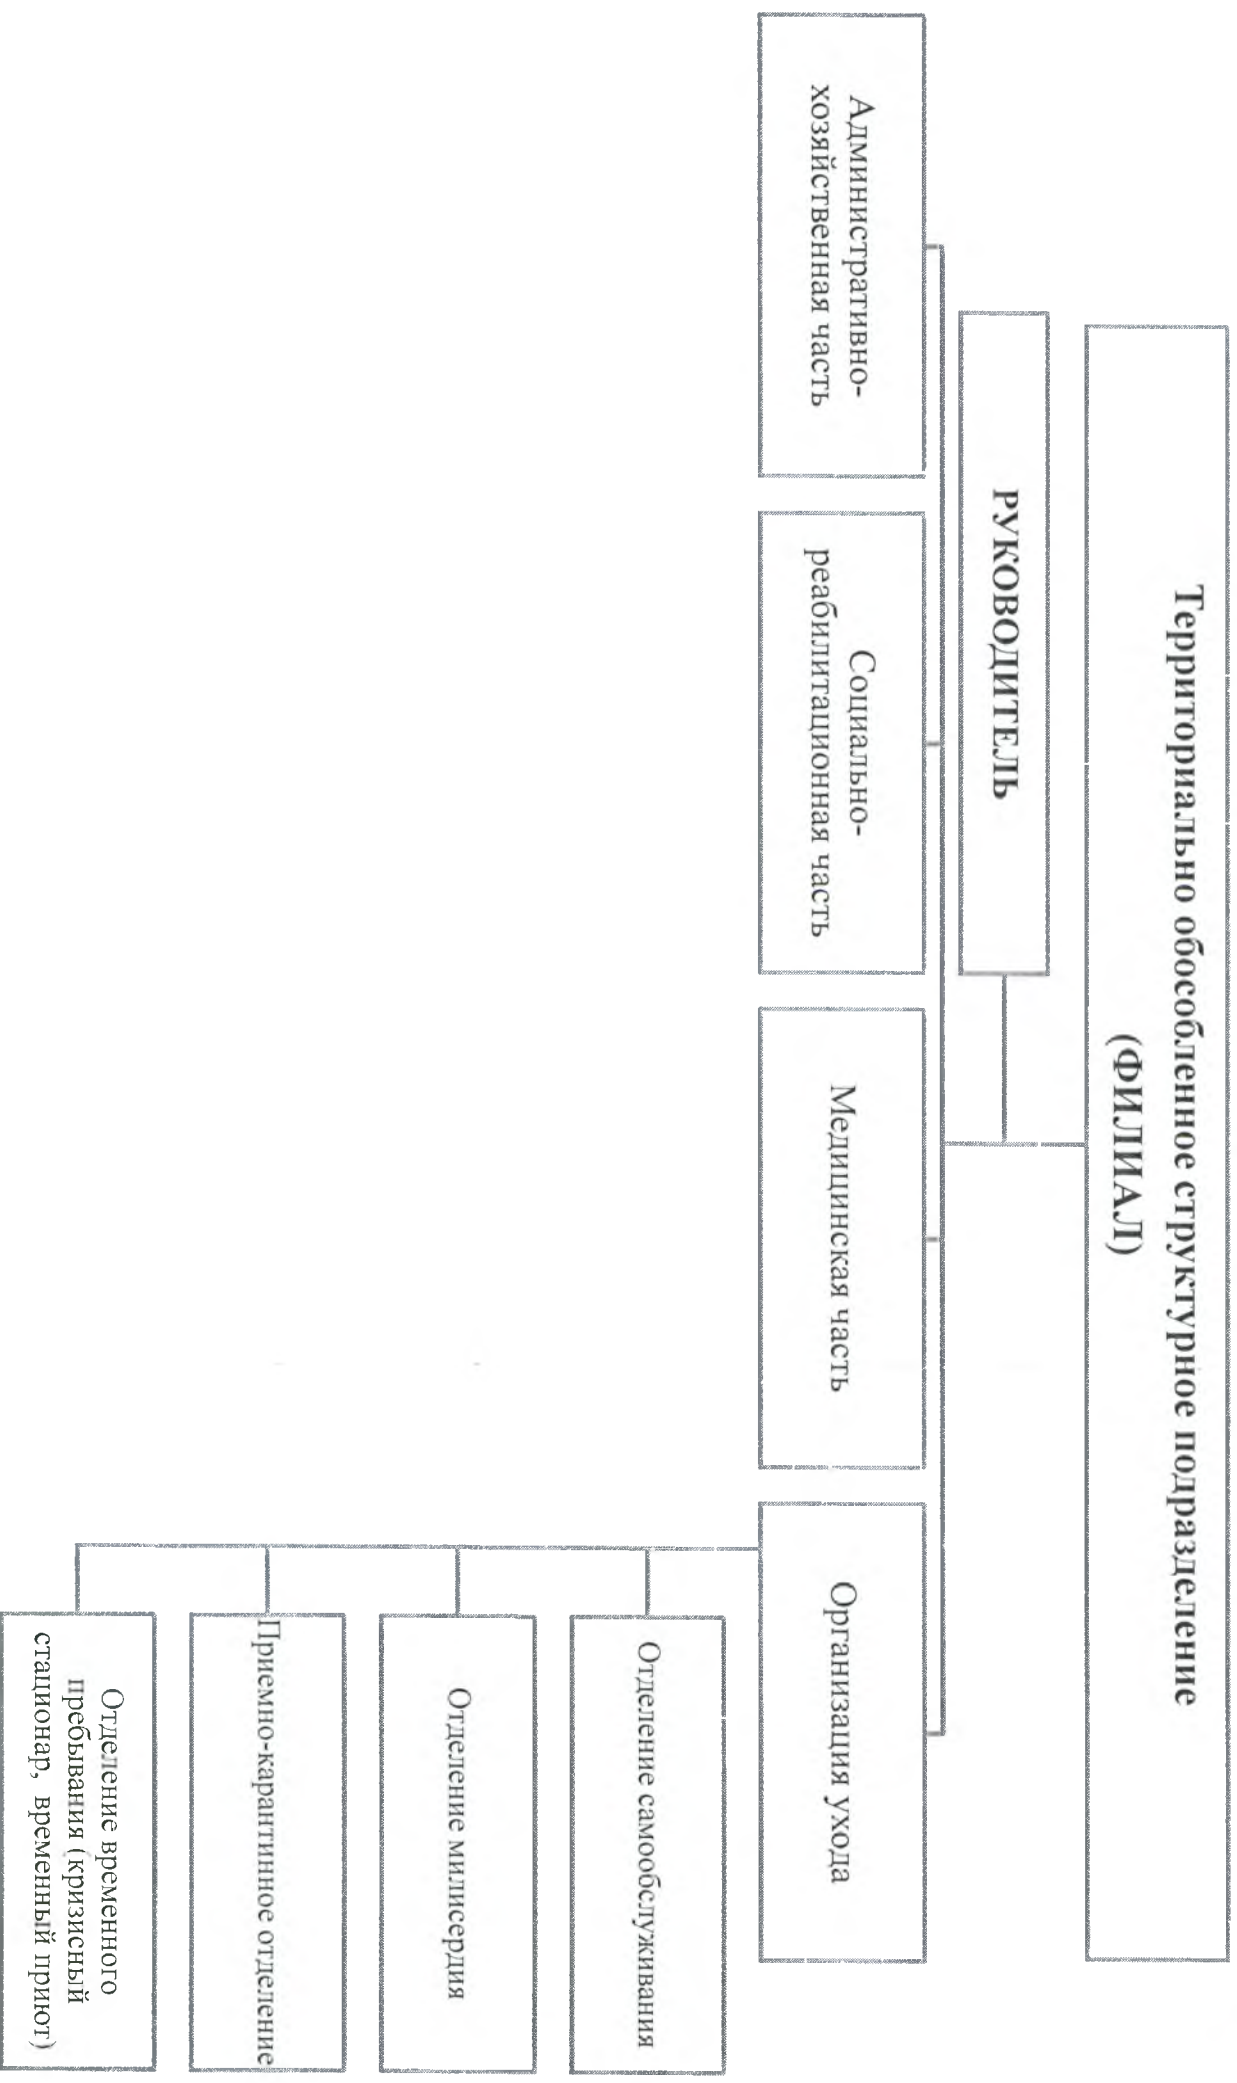 Территориально обособленное структурное подразделение
(ФИЛИАЛ)
РУКОВОДИТЕЛЬ
Административно-
хозяйственная часть
Социально-
реабилитационная часть
Медицинская часть
Организация ухода
Отделение самообслуживания
Отделение милисердия
Приемно-карантинное отделение
Отделение временного
пребывания (кризисный
стационар, временный приют)